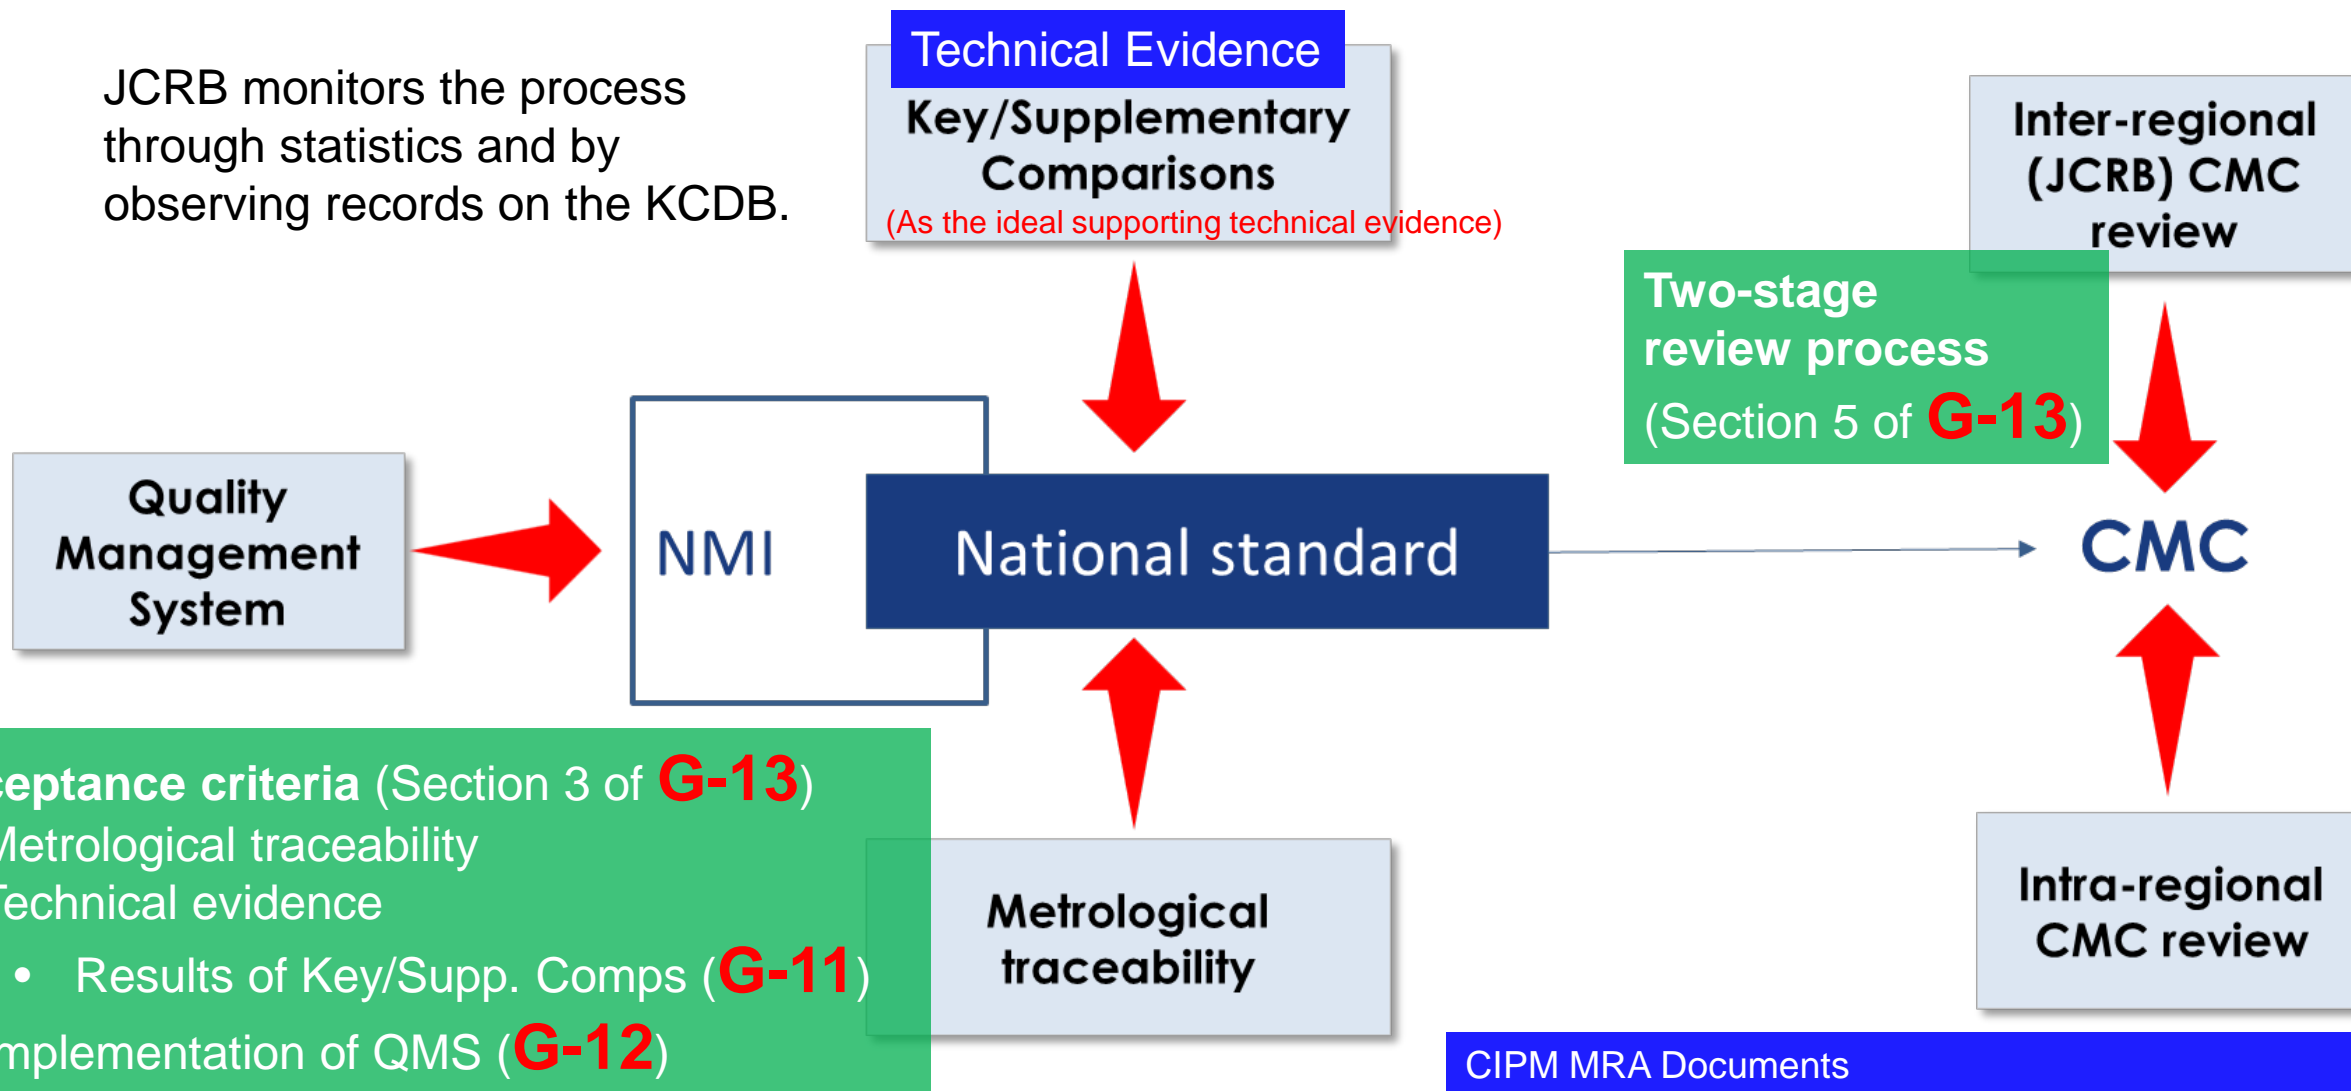 JCRB monitors the process
through statistics and by
observing records on the KCDB.
Technical Evidence
Key/Supplementary
Comparisons
(As the ideal supporting technical evidence)
Inter-regional
(JCRB) CMC
review
Two-stage
review process
(Section 5 of G-13)
Quality
Management
System
NMI
National standard
CMC
ceptance criteria (Section 3 of G-13)
Metrological traceability
Technical evidence
• Results of Key/Supp. Comps (G-11)
mplementation of QMS (G-12)
Metrological
traceability
Intra-regional
CMC review
CIPM MRA Documents